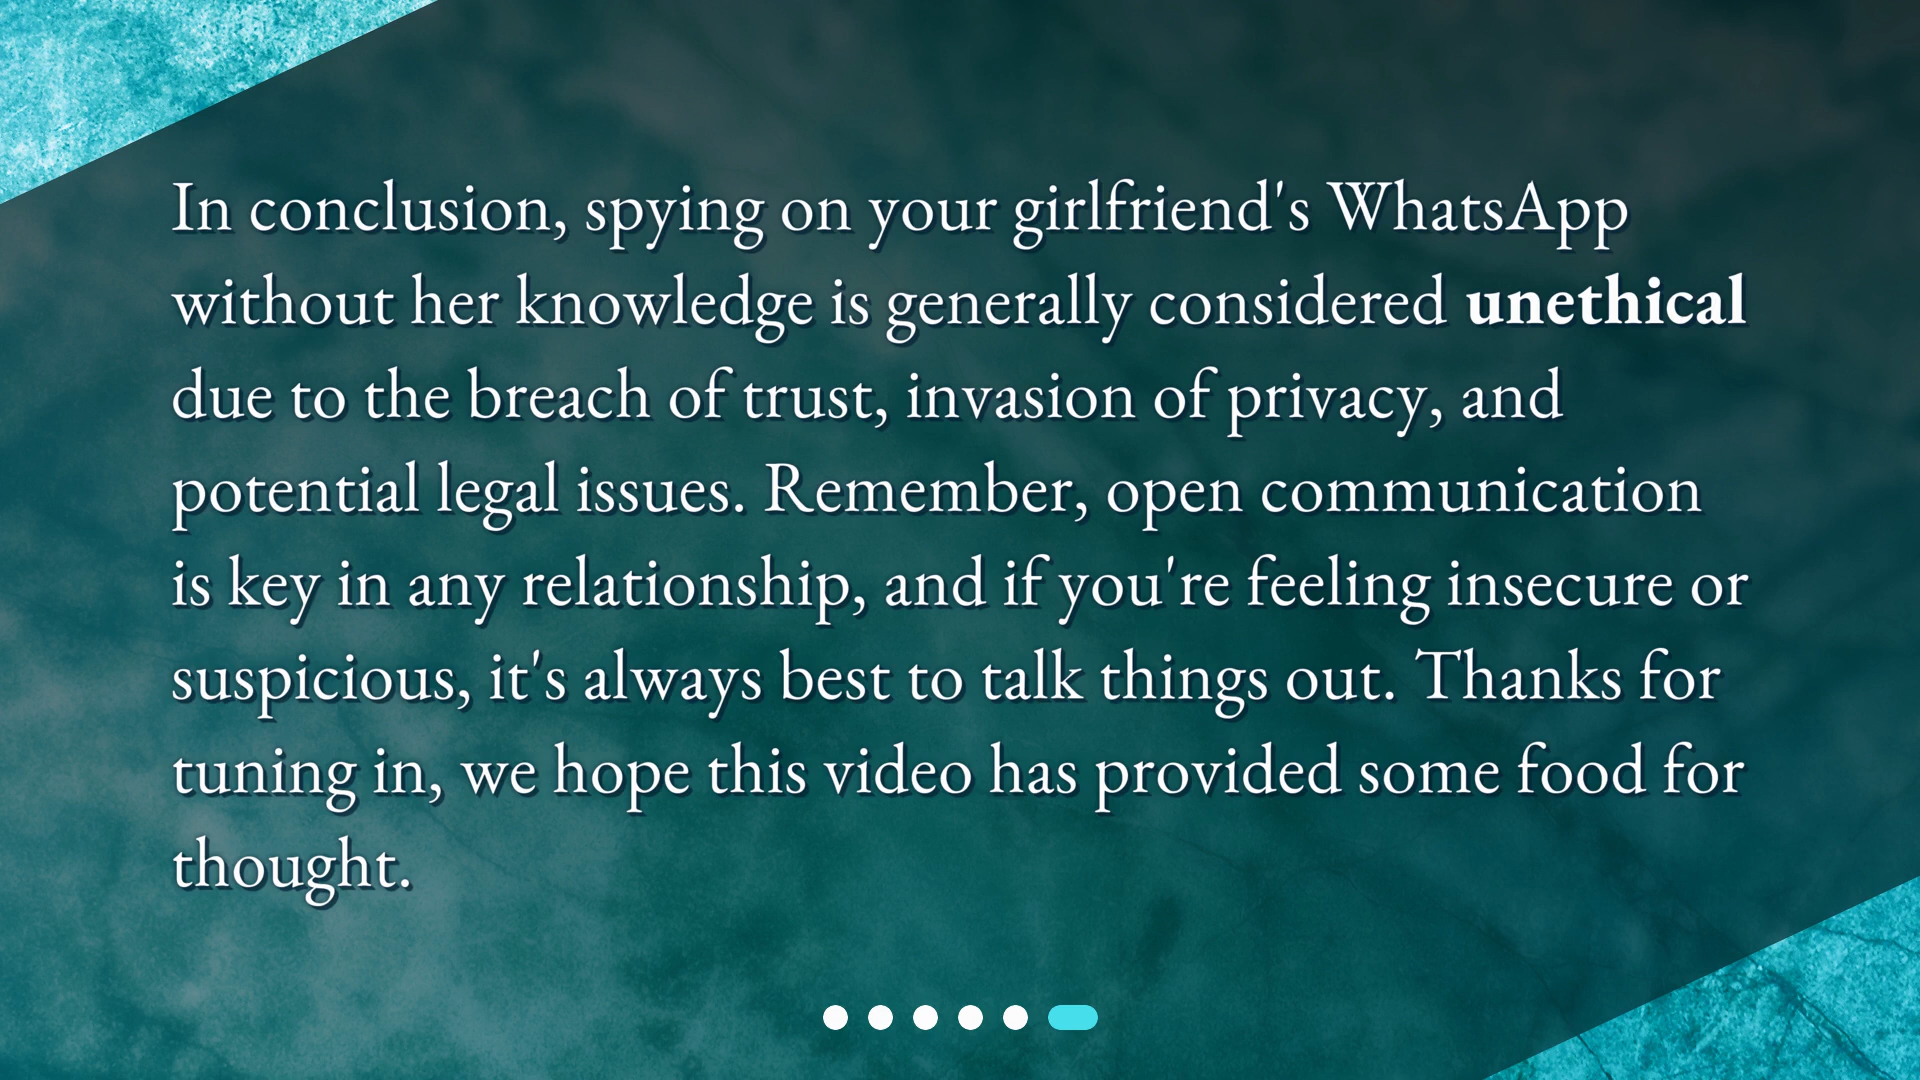 In conclusion, spying on your girlfriend's WhatsApp
without her knowledge is generally considered unethical
due to the breach of trust, invasion of privacy, and
potential legal issues. Remember, open communication
is key in any relationship, and if you're feeling insecure or
suspicious, it's always best to talk things out. Thanks for
tuning in, we hope this video has provided some food for
thought.